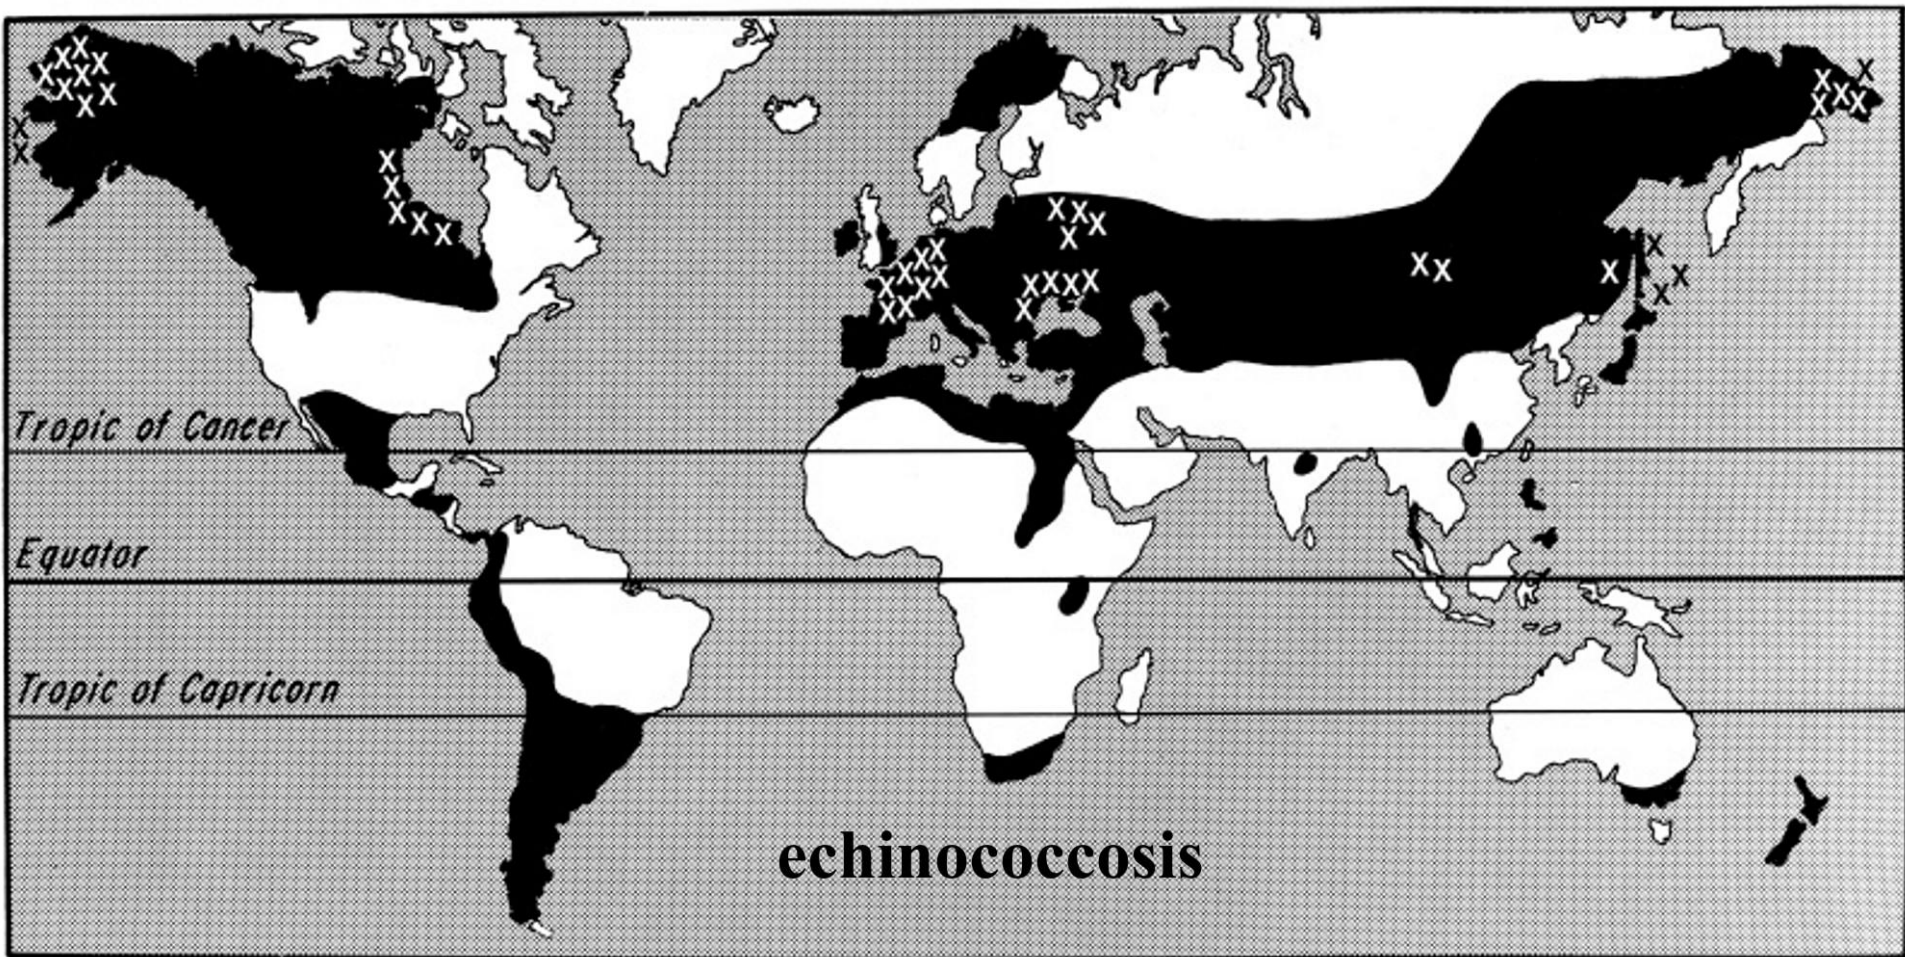 Tropic of Cancer
Equator
Tropic of Capricorn
echinococcosis